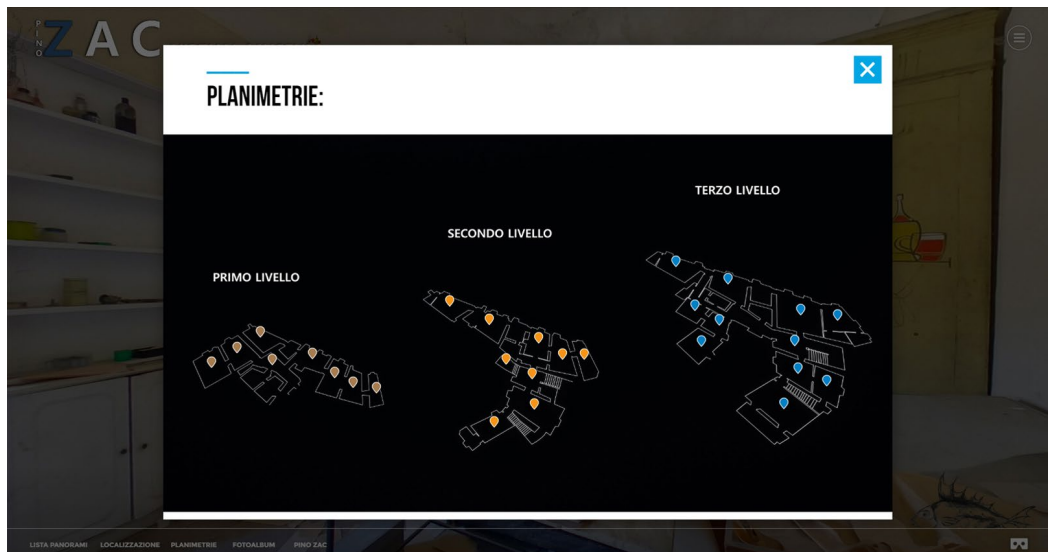 PINO
ZAC
PLANIMETRIE:
TERZO LIVELLO
SECONDO LIVELLO
PRIMO LIVELLO
LISTA PANORAMI LOCALIZZAZIONE PLANIMETRIE FOTOALBUM PINO ZAC